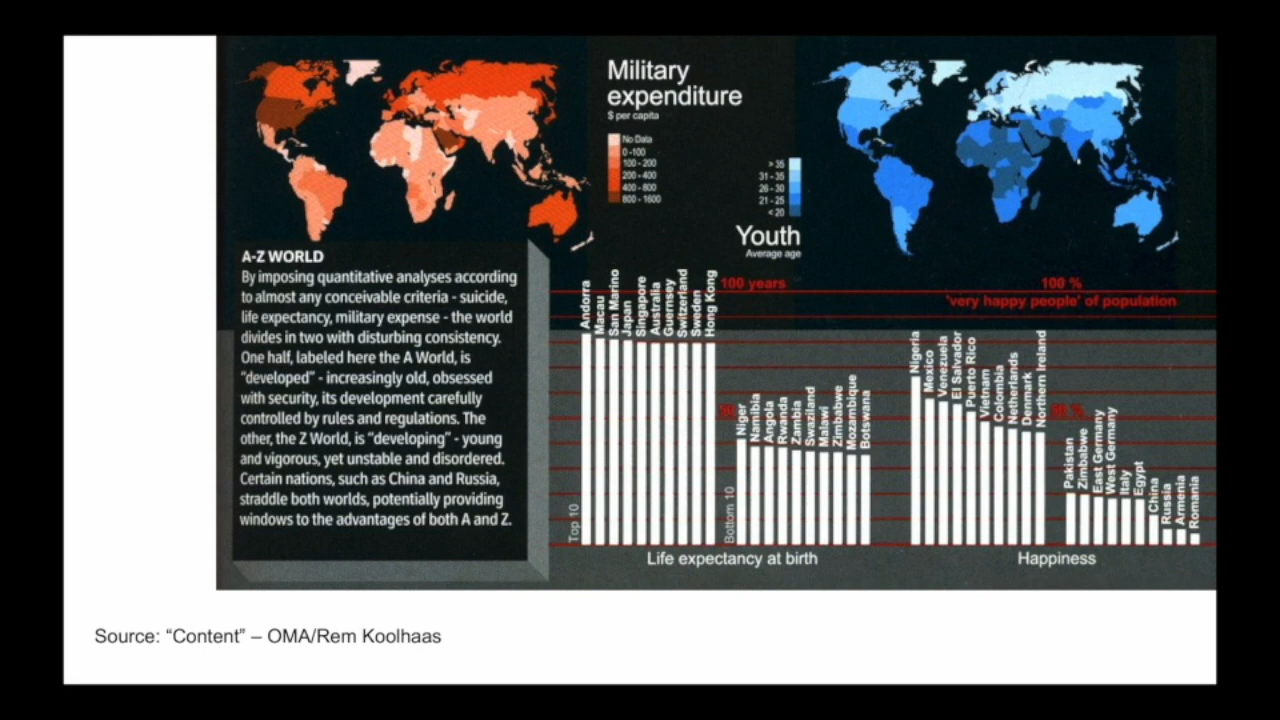 Military
expenditure
$ per capita
No Data
0-100
100-200
200-400
400-800
800-1600
> 35
31-35
26-30
21-25
< 20
Youth
Average age
A-Z WORLD
By imposing quantitative analyses according
to almost any conceivable criteria - suicide,
life expectancy, military expense - the world
divides in two with disturbing consistency.
One half, labeled here the A World, is
“developed” - increasingly old, obsessed
with security, its development carefully
controlled by rules and regulations. The
other, the Z World, is “developing” - young
and vigorous, yet unstable and disordered.
Certain nations, such as China and Russia,
straddle both worlds, potentially providing
windows to the advantages of both A and Z.
100 years
Top 10
Andorra
Macau
San Marino
Japan
Singapore
Australia
Guernsey
Switzerland
Sweden
Hong Kong
Bottom 10
Niger
Namibia
Angola
Rwanda
Zambia
Swaziland
Malawi
Zimbabwe
Mozambique
Botswana
Life expectancy at birth
100 %
'very happy people' of population
Nigeria
Mexico
Venezuela
El Salvador
Puerto Rico
Vietnam
Colombia
Netherlands
Denmark
Northern Ireland
Pakistan
Zimbabwe
East Germany
West Germany
Italy
Egypt
China
Russia
Armenia
Romania
Happiness
Source: “Content” – OMA/Rem Koolhaas